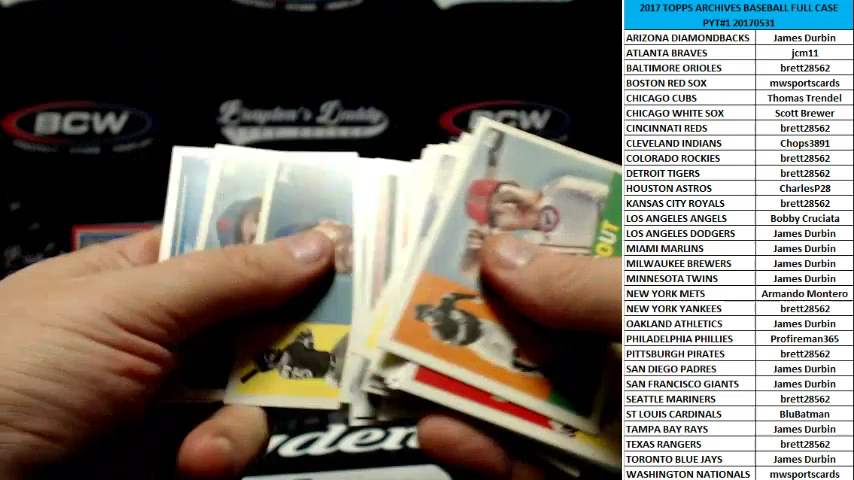 BCW
Brayden's Daddy
BCW
OUT
2017 TOPPS ARCHIVES BASEBALL FULL CASE
PYT#1 20170531
ARIZONA DIAMONDBACKS James Durbin
ATLANTA BRAVES jcm11
BALTIMORE ORIOLES brett28562
BOSTON RED SOX mwsportscards
CHICAGO CUBS Thomas Trendel
CHICAGO WHITE SOX Scott Brewer
CINCINNATI REDS brett28562
CLEVELAND INDIANS Chops3891
COLORADO ROCKIES brett28562
DETROIT TIGERS brett28562
HOUSTON ASTROS CharlesP28
KANSAS CITY ROYALS brett28562
LOS ANGELES ANGELS Bobby Cruciata
LOS ANGELES DODGERS James Durbin
MIAMI MARLINS James Durbin
MILWAUKEE BREWERS James Durbin
MINNESOTA TWINS James Durbin
NEW YORK METS Armando Montero
NEW YORK YANKEES brett28562
OAKLAND ATHLETICS James Durbin
PHILADELPHIA PHILLIES Profireman365
PITTSBURGH PIRATES brett28562
SAN DIEGO PADRES James Durbin
SAN FRANCISCO GIANTS James Durbin
SEATTLE MARINERS brett28562
ST LOUIS CARDINALS BluBatman
TAMPA BAY RAYS James Durbin
TEXAS RANGERS brett28562
TORONTO BLUE JAYS James Durbin
WASHINGTON NATIONALS mwsportscards